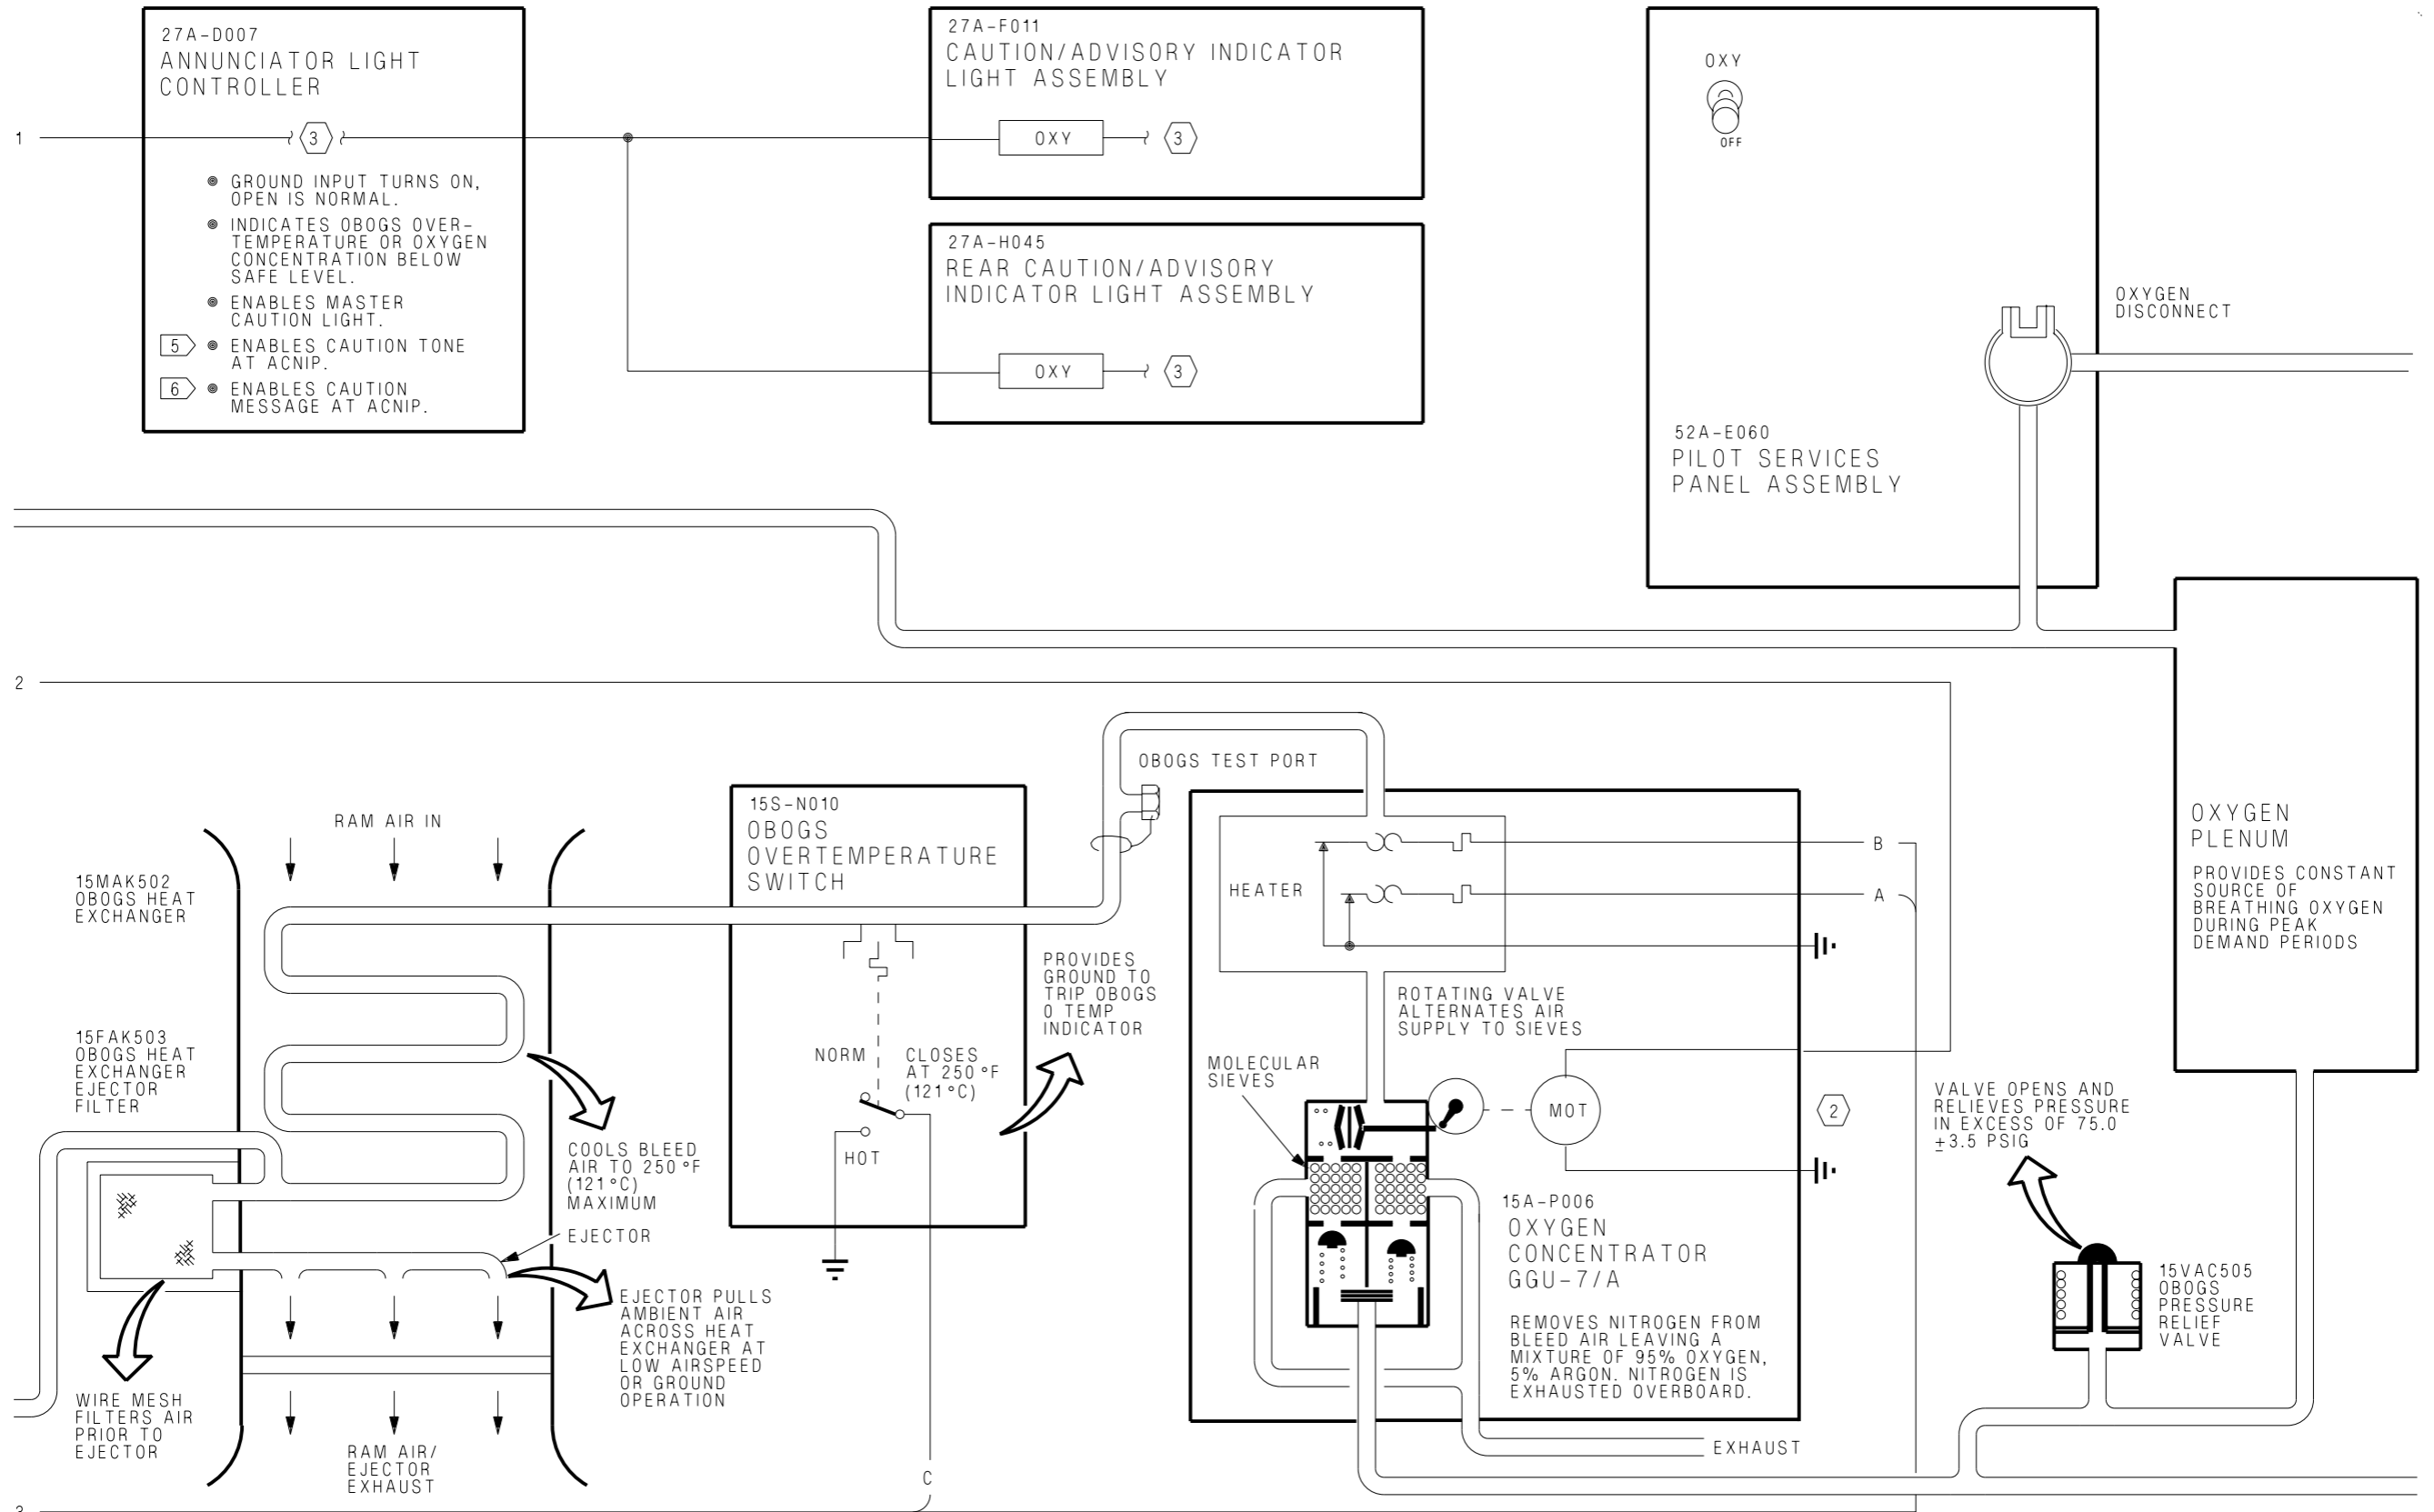 27A-D007
ANNUNCIATOR LIGHT
CONTROLLER
1
3
GROUND INPUT TURNS ON,
OPEN IS NORMAL.
INDICATES OBOGS OVER-
TEMPERATURE OR OXYGEN
CONCENTRATION BELOW
SAFE LEVEL.
ENABLES MASTER
CAUTION LIGHT.
5 ENABLES CAUTION TONE
AT ACNIP.
6 ENABLES CAUTION
MESSAGE AT ACNIP.
27A-F011
CAUTION/ADVISORY INDICATOR
LIGHT ASSEMBLY
OXY 3
27A-H045
REAR CAUTION/ADVISORY
INDICATOR LIGHT ASSEMBLY
OXY 3
OXY
OFF
52A-E060
PILOT SERVICES
PANEL ASSEMBLY
OXYGEN
DISCONNECT
2
RAM AIR IN
15MAK502
OBOGS HEAT
EXCHANGER
15FAK503
OBOGS HEAT
EXCHANGER
EJECTOR
FILTER
WIRE MESH
FILTERS AIR
PRIOR TO
EJECTOR
RAM AIR/
EJECTOR
EXHAUST
COOLS BLEED
AIR TO 250°F
(121°C)
MAXIMUM
EJECTOR
EJECTOR PULLS
AMBIENT AIR
ACROSS HEAT
EXCHANGER AT
LOW AIRSPEED
OR GROUND
OPERATION
15S-N010
OBOGS
OVERTEMPERATURE
SWITCH
NORM
CLOSES
AT 250°F
(121°C)
HOT
C
PROVIDES
GROUND TO
TRIP OBOGS
O TEMP
INDICATOR
OBOGS TEST PORT
HEATER
B
A
ROTATING VALVE
ALTERNATES AIR
SUPPLY TO SIEVES
MOLECULAR
SIEVES
MOT
2
15A-P006
OXYGEN
CONCENTRATOR
GGU-7/A
REMOVES NITROGEN FROM
BLEED AIR LEAVING A
MIXTURE OF 95% OXYGEN,
5% ARGON. NITROGEN IS
EXHAUSTED OVERBOARD.
EXHAUST
VALVE OPENS AND
RELIEVES PRESSURE
IN EXCESS OF 75.0
±3.5 PSIG
15VAC505
OBOGS
PRESSURE
RELIEF
VALVE
OXYGEN
PLENUM
PROVIDES CONSTANT
SOURCE OF
BREATHING OXYGEN
DURING PEAK
DEMAND PERIODS
3